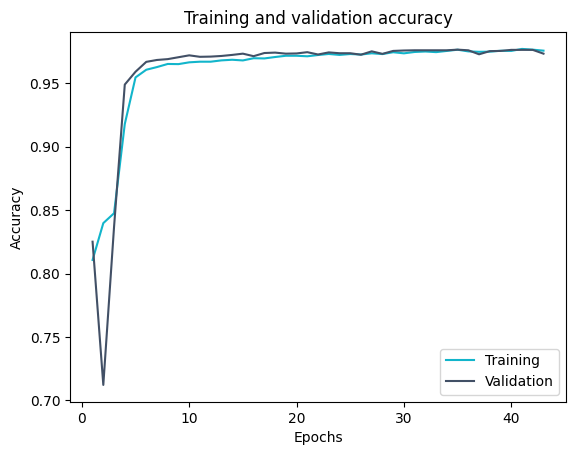 Training and validation accuracy
Accuracy
0.95
0.90
0.85
0.80
0.75
0.70
0
10
20
30
40
Epochs
Training
Validation